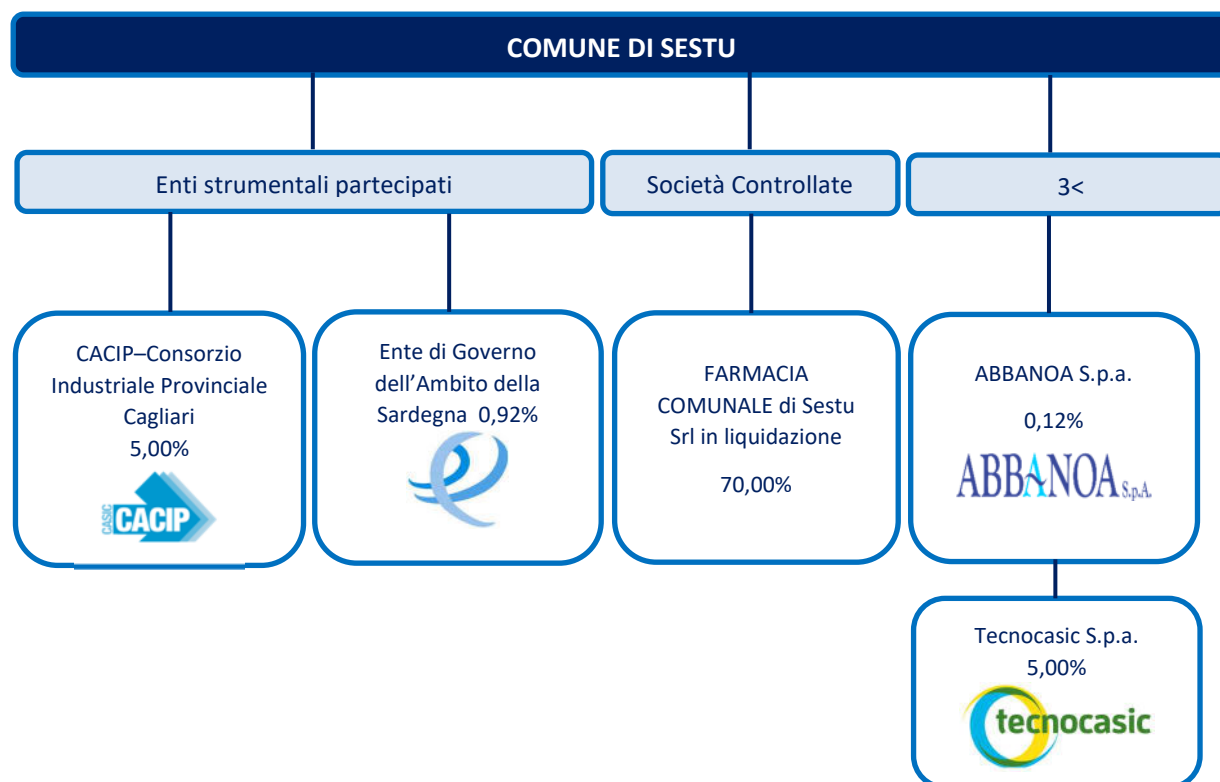 COMUNE DI SESTU
Enti strumentali partecipati
Società Controllate
3<
CACIP–Consorzio
Industriale Provinciale
Cagliari
5,00%
CASIC
CACIP
Ente di Governo
dell'Ambito della
Sardegna 0,92%
FARMACIA
COMUNALE di Sestu
Srl in liquidazione
70,00%
ABBANOA S.p.a.
0,12%
ABBANOA S.p.A.
Tecnocasic S.p.a.
5,00%
tecnocasic